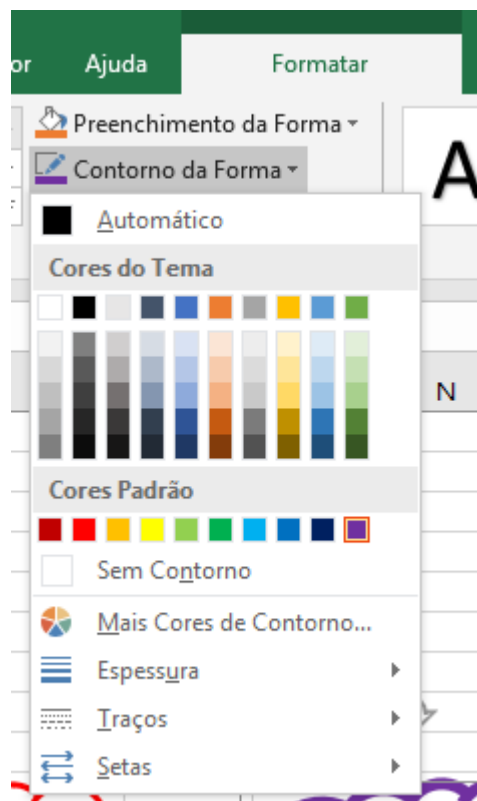 or Ajuda Formatar
Preenchimento da Forma
Contorno da Forma
A
Automático
Cores do Tema
N
Cores Padrão
Sem Contorno
Mais Cores de Contorno...
Espessura
Traços
Setas